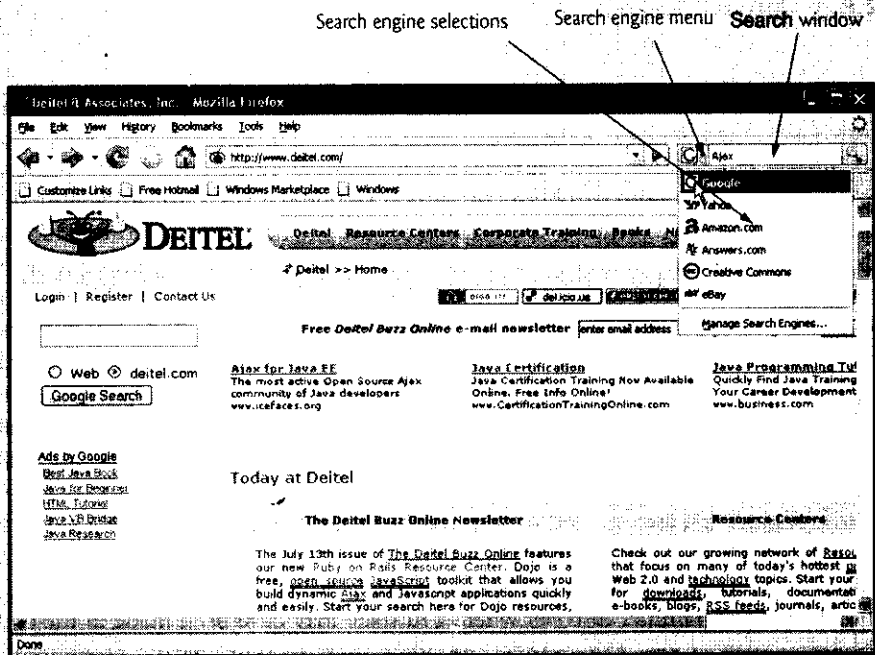 Search engine selections
Search engine menu
Search window
Deitel & Associates, Inc. Mozilla Firefox
File Edit View History Bookmarks Tools Help
http://www.deitel.com/
Ajax
Customize Links Free Hotmail Windows Marketplace Windows
Google
Yahoo
Amazon.com
Answers.com
Creative Commons
eBay
Manage Search Engines...
DEITEL
Deitel Resource Centers Corporate Training Books
Deitel >> Home
Login | Register | Contact Us
del.icio.us
Free Deitel Buzz Online e-mail newsletter enter email address
Web deitel.com
Google Search
Ajax for Java EE
The most active Open Source Ajax
community of Java developers
www.icefaces.org
Java Certification
Java Certification Training Now Available
Online. Free Info Online!
www.CertificationTrainingOnline.com
Java Programming Tut
Quickly Find Java Training
Your Career Development
www.business.com
Ads by Google
Best Java Book
Java for Beginner
HTML Tutorial
Java VB Bridge
Java Research
Today at Deitel
The Deitel Buzz Online Newsletter
The July 13th issue of The Deitel Buzz Online features
our new Ruby on Rails Resource Center. Dojo is a
free, open source JavaScript toolkit that allows you
build dynamic Ajax and Javascript applications quickly
and easily. Start your search here for Dojo resources,
Resource Centers
Check out our growing network of Resou
that focus on many of today's hottest
Web 2.0 and technology topics. Start your
for downloads, tutorials, documentati
e-books, blogs, RSS feeds, journals, artic
Done